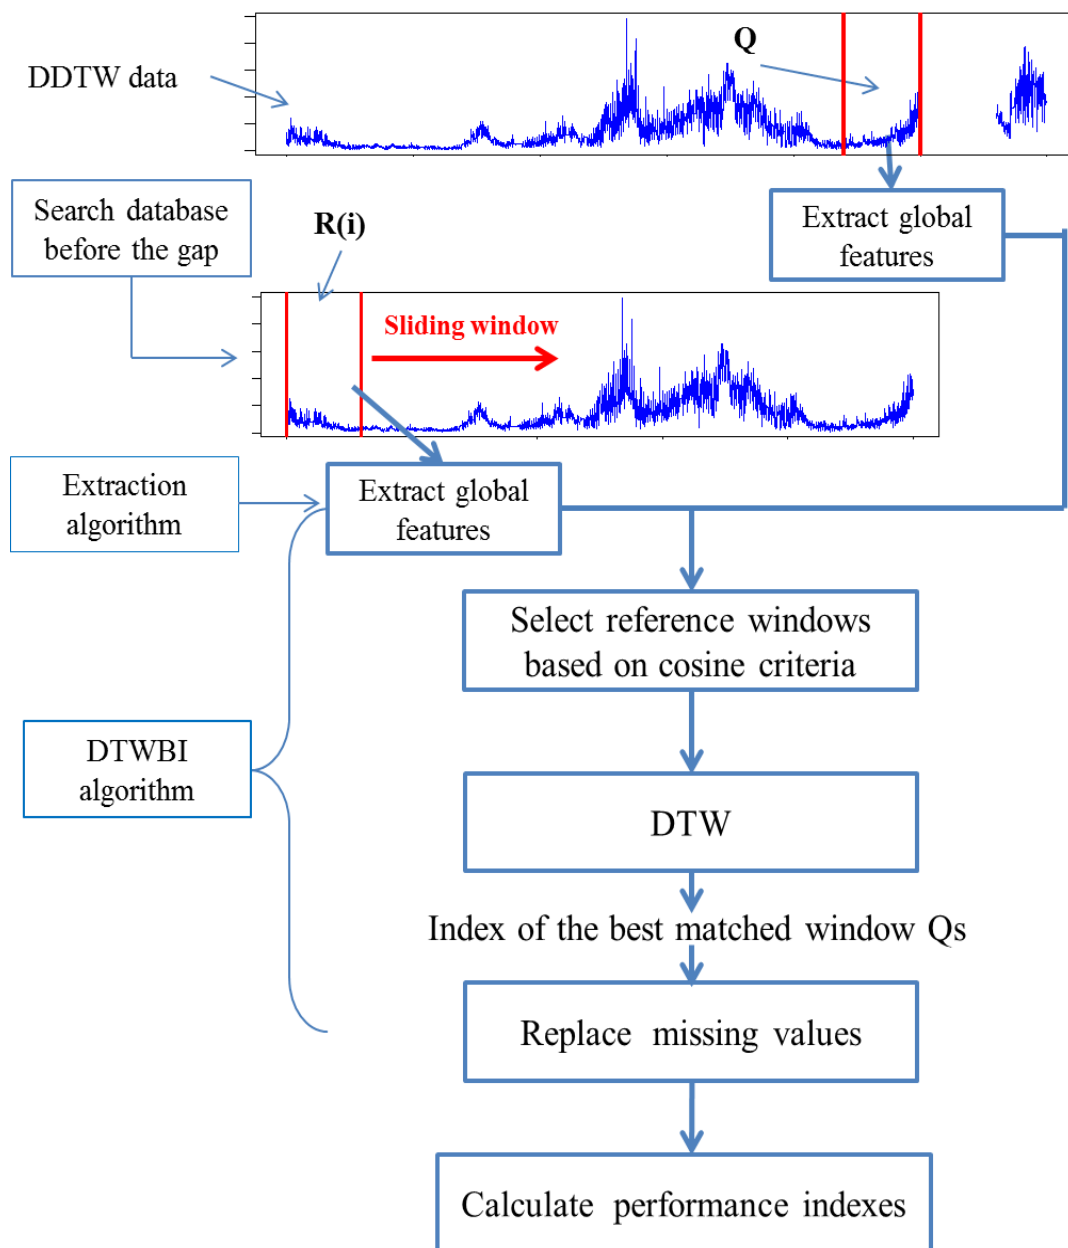 Q
DDTW data
Search database
before the gap
Extract global
features
R(i)
Sliding window
Extraction
algorithm
Extract global
features
Select reference windows
based on cosine criteria
DTWBI
algorithm
DTW
Index of the best matched window Qs
Replace missing values
Calculate performance indexes